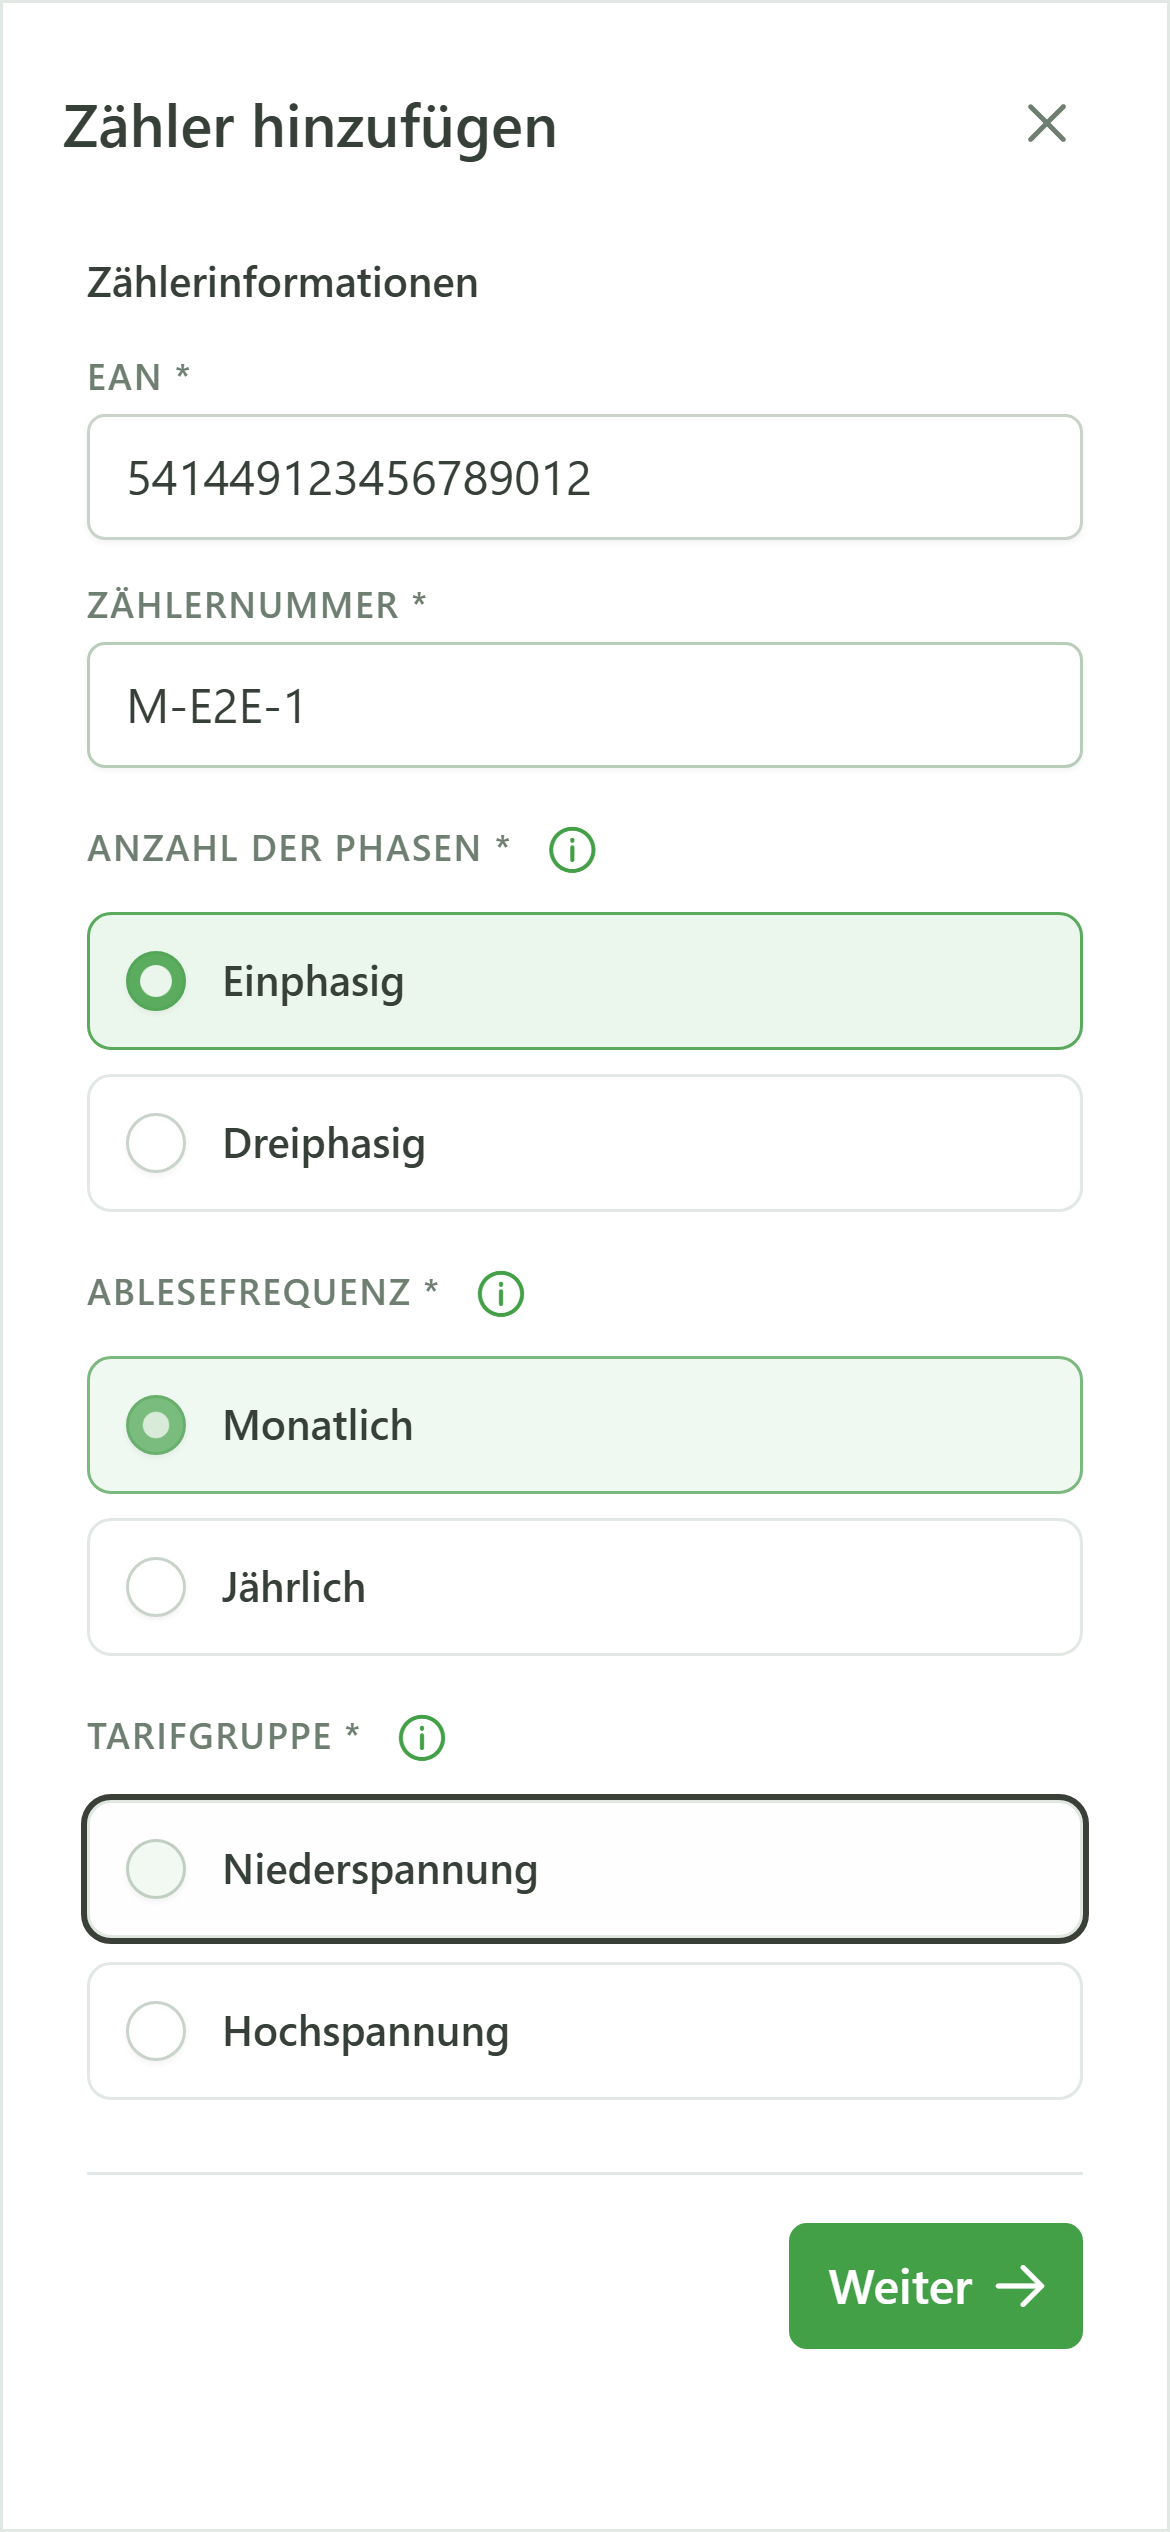 Zähler hinzufügen
Zählerinformationen
EAN *
541449123456789012
ZÄHLERNUMMER *
M-E2E-1
ANZAHL DER PHASEN *
Einphasig
Dreiphasig
ABLESEFREQUENZ *
Monatlich
Jährlich
TARIFGRUPPE *
Niederspannung
Hochspannung
Weiter